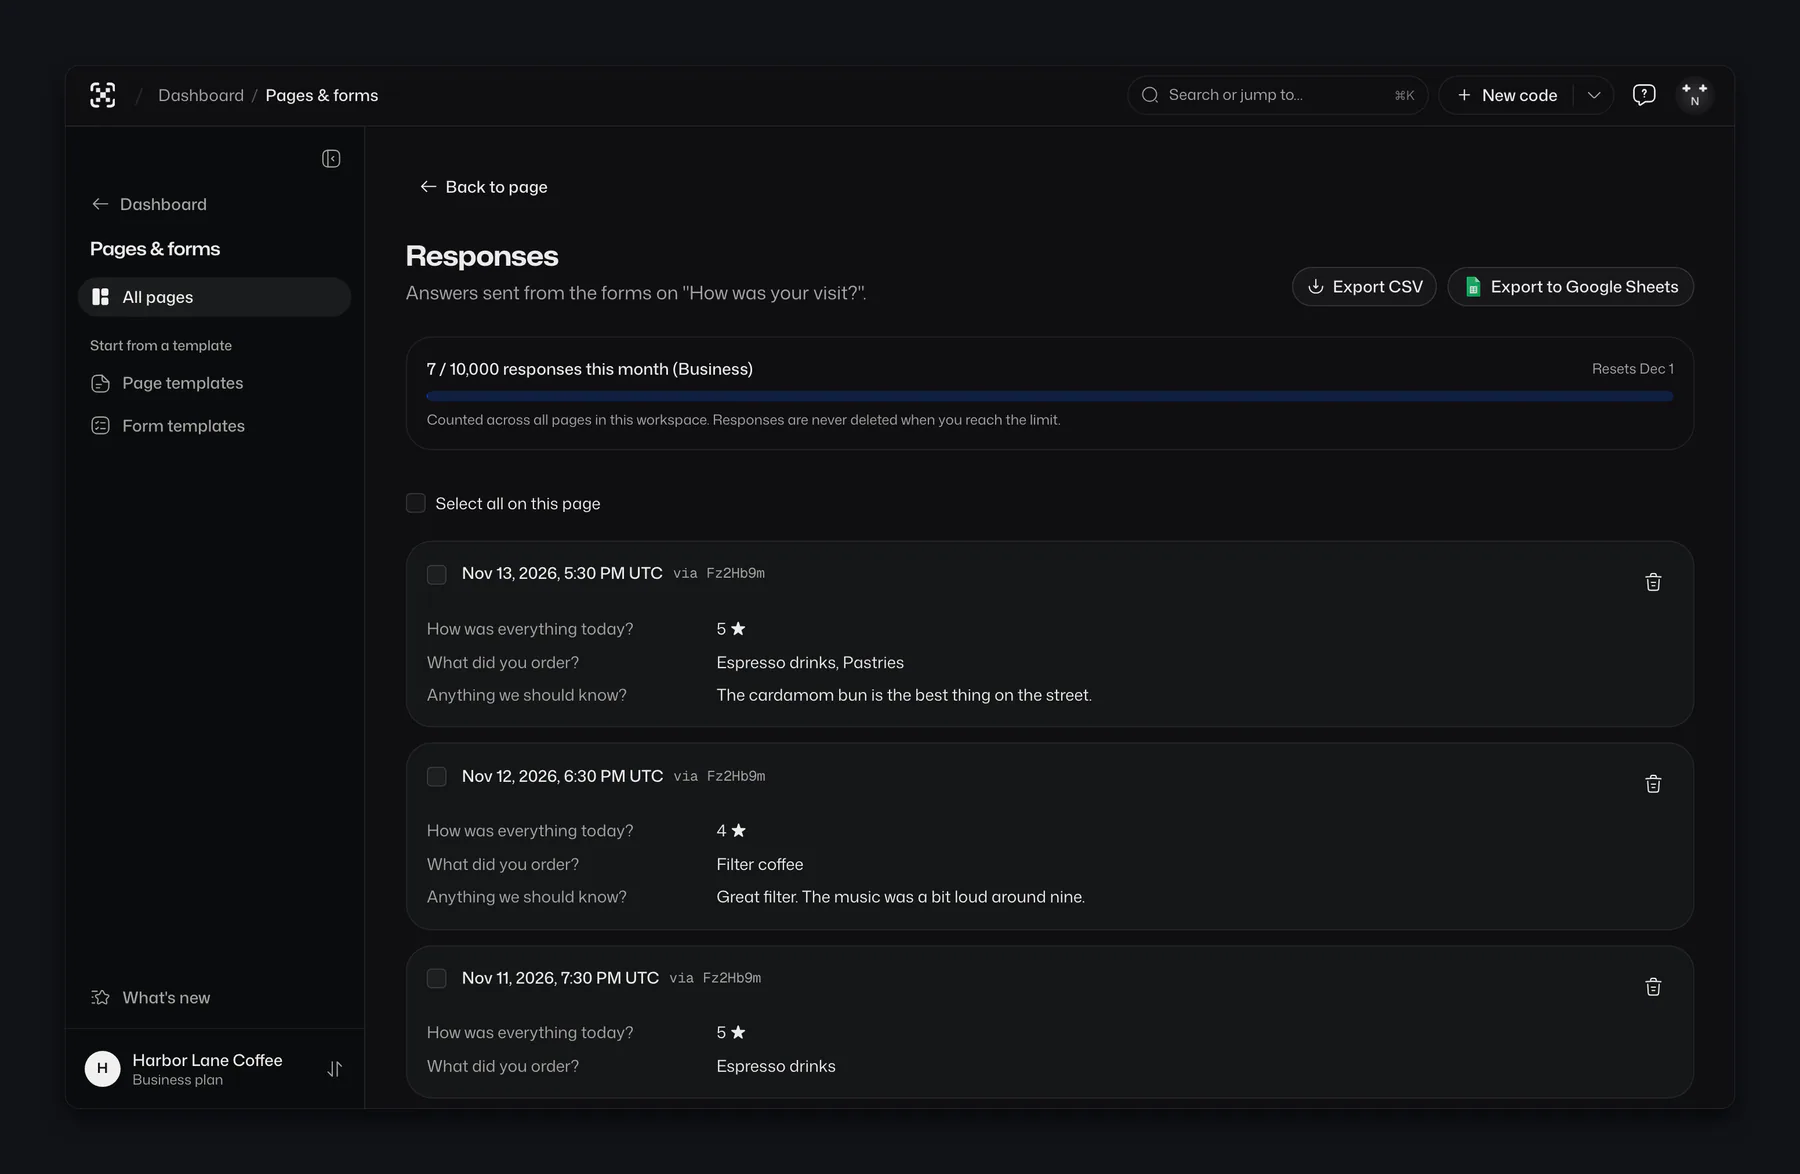 / Dashboard / Pages & forms
Search or jump to... ⌘K
+ New code
?
N
← Dashboard
Pages & forms
All pages
Start from a template
Page templates
Form templates
What's new
H
Harbor Lane Coffee
Business plan
← Back to page
Responses
Answers sent from the forms on "How was your visit?".
Export CSV
Export to Google Sheets
7 / 10,000 responses this month (Business)
Resets Dec 1
Counted across all pages in this workspace. Responses are never deleted when you reach the limit.
Select all on this page
Nov 13, 2026, 5:30 PM UTC via Fz2Hb9m
How was everything today? 5 ★
What did you order? Espresso drinks, Pastries
Anything we should know? The cardamom bun is the best thing on the street.
Nov 12, 2026, 6:30 PM UTC via Fz2Hb9m
How was everything today? 4 ★
What did you order? Filter coffee
Anything we should know? Great filter. The music was a bit loud around nine.
Nov 11, 2026, 7:30 PM UTC via Fz2Hb9m
How was everything today? 5 ★
What did you order? Espresso drinks